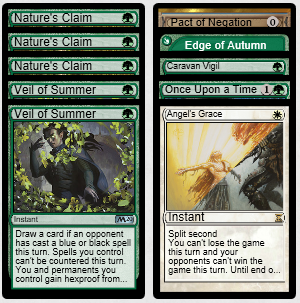 Nature's Claim
Nature's Claim
Nature's Claim
Veil of Summer
Veil of Summer
Instant
M20
Draw a card if an opponent
has cast a blue or black spell
this turn. Spells you control
can't be countered this turn.
You and permanents you
control gain hexproof from...
Pact of Negation 0
Edge of Autumn
Caravan Vigil
Once Upon a Time 1
Angel's Grace
Instant
Split second
You can't lose the
game this turn and your
opponents can't win the
game this turn. Until end o...